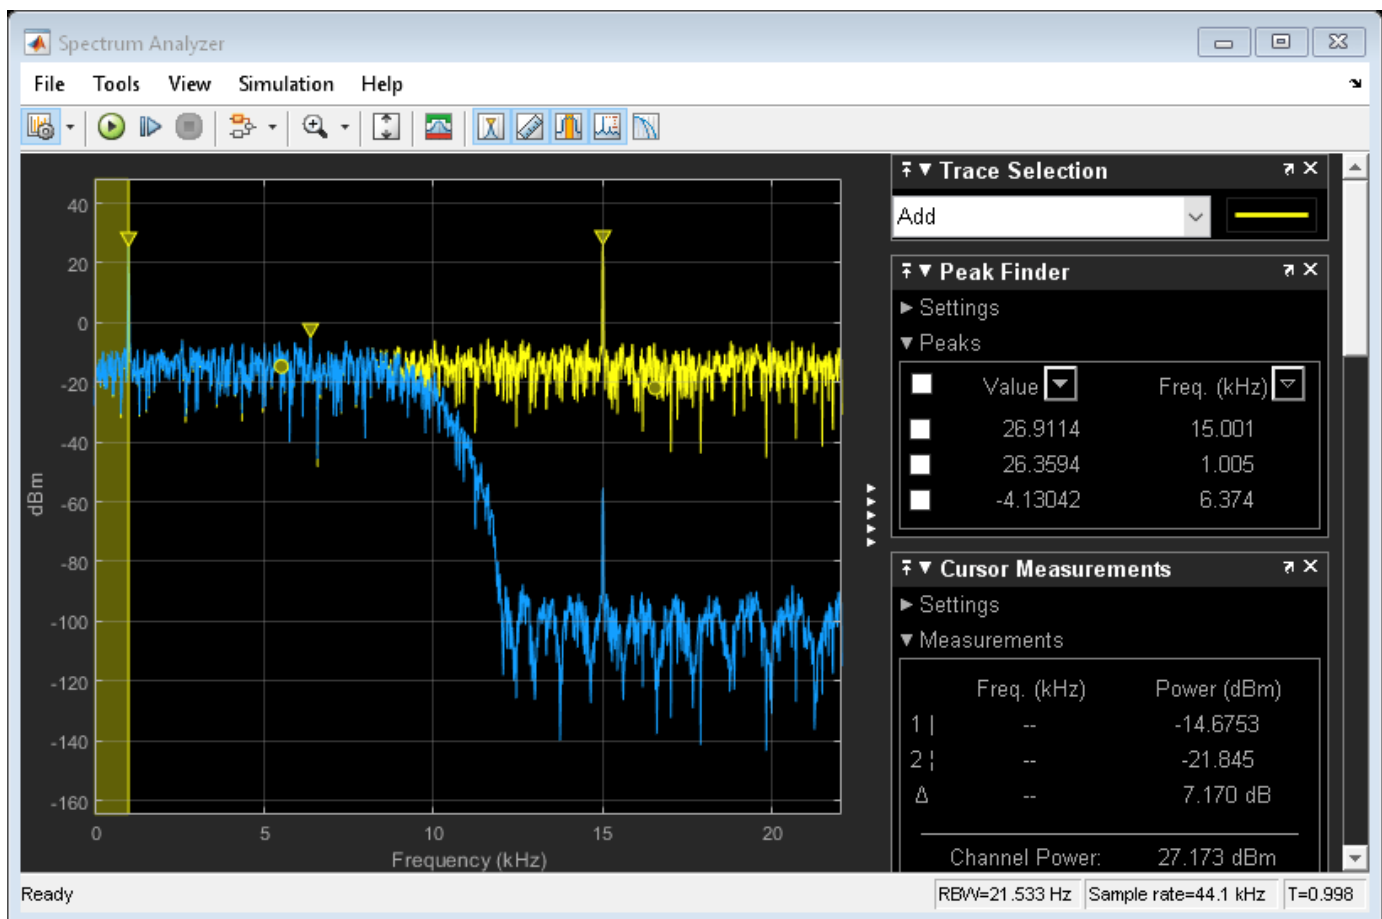 Spectrum Analyzer
File Tools View Simulation Help
Trace Selection
Add
Peak Finder
Settings
Peaks
Value Freq. (kHz)
26.9114 15.001
26.3594 1.005
-4.13042 6.374
Cursor Measurements
Settings
Measurements
Freq. (kHz) Power (dBm)
1 | -- -14.6753
2 ¦ -- -21.845
Δ -- 7.170 dB
Channel Power: 27.173 dBm
40
20
0
-20
-40
-60
-80
-100
-120
-140
-160
dBm
0 5 10 15 20
Frequency (kHz)
Ready RBW=21.533 Hz Sample rate=44.1 kHz T=0.998